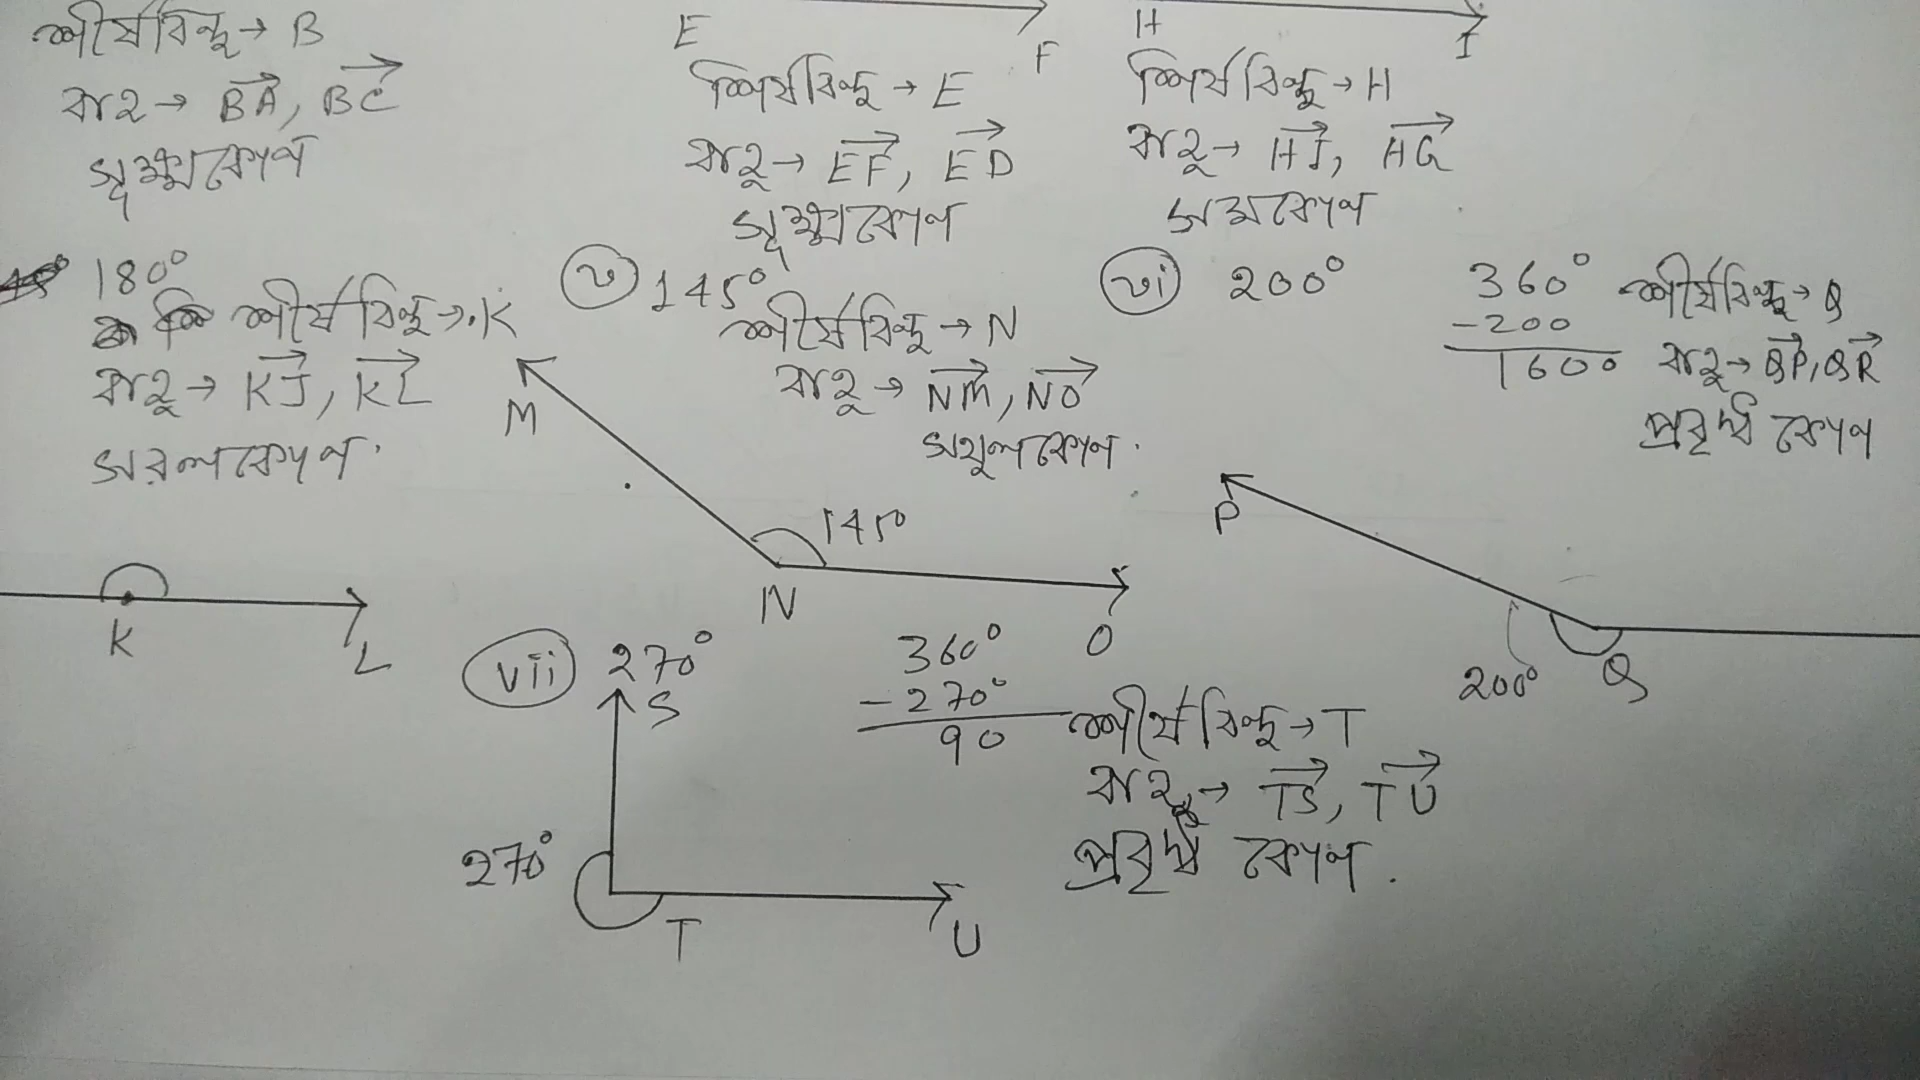 শীর্ষবিন্দু → B
বাহু → BA, BC
সূক্ষ্মকোণ
E
F
শির্ষবিন্দু → E
বাহূ → EF, ED
সূক্ষ্মকোণ
H
I
শির্ষবিন্দু → H
বাহূ → HI, HG
সমকোণ
180°
শীর্ষবিন্দু → K
বাহূ → KJ, KL
সরলকোণ
K
L
v 145°
শীর্ষবিন্দু → N
বাহূ → NM, NO
সথূলকোণ
M
145°
N
O
vi 200°
360°
-200
1600
শীর্ষবিন্দু → Q
বাহূ → QP, QR
প্রবৃদ্ধ কোণ
P
200°
Q
vii 270°
S
360°
-270°
90
শীর্ষবিন্দু → T
বাহূ → TS, TU
প্রবৃদ্ধ কোণ.
270°
T
U